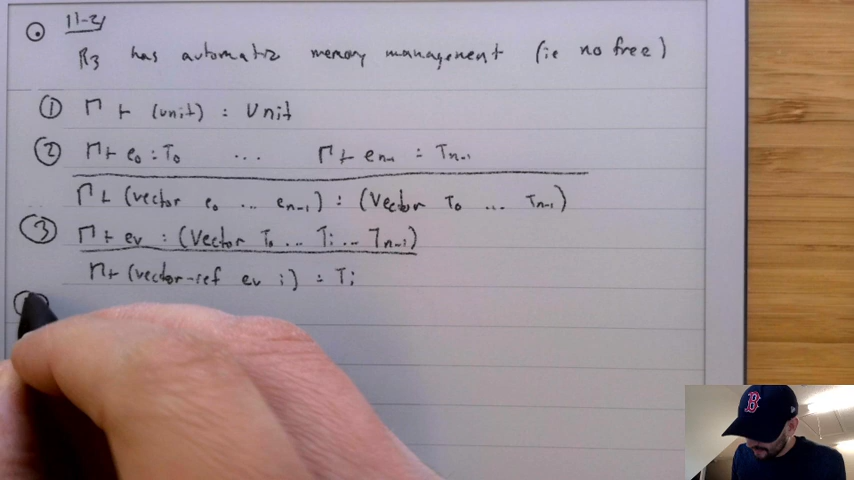 11-2/
R3 has automatic memory management (ie no free)
① Γ ⊢ (unit) : Unit
② Γ ⊢ e0 : T0 ... Γ ⊢ en-1 : Tn-1
Γ ⊢ (vector e0 ... en-1) : (Vector T0 ... Tn-1)
③ Γ ⊢ ev : (Vector T0 ... Ti ... Tn-1)
Γ ⊢ (vector-ref ev i) : Ti
B